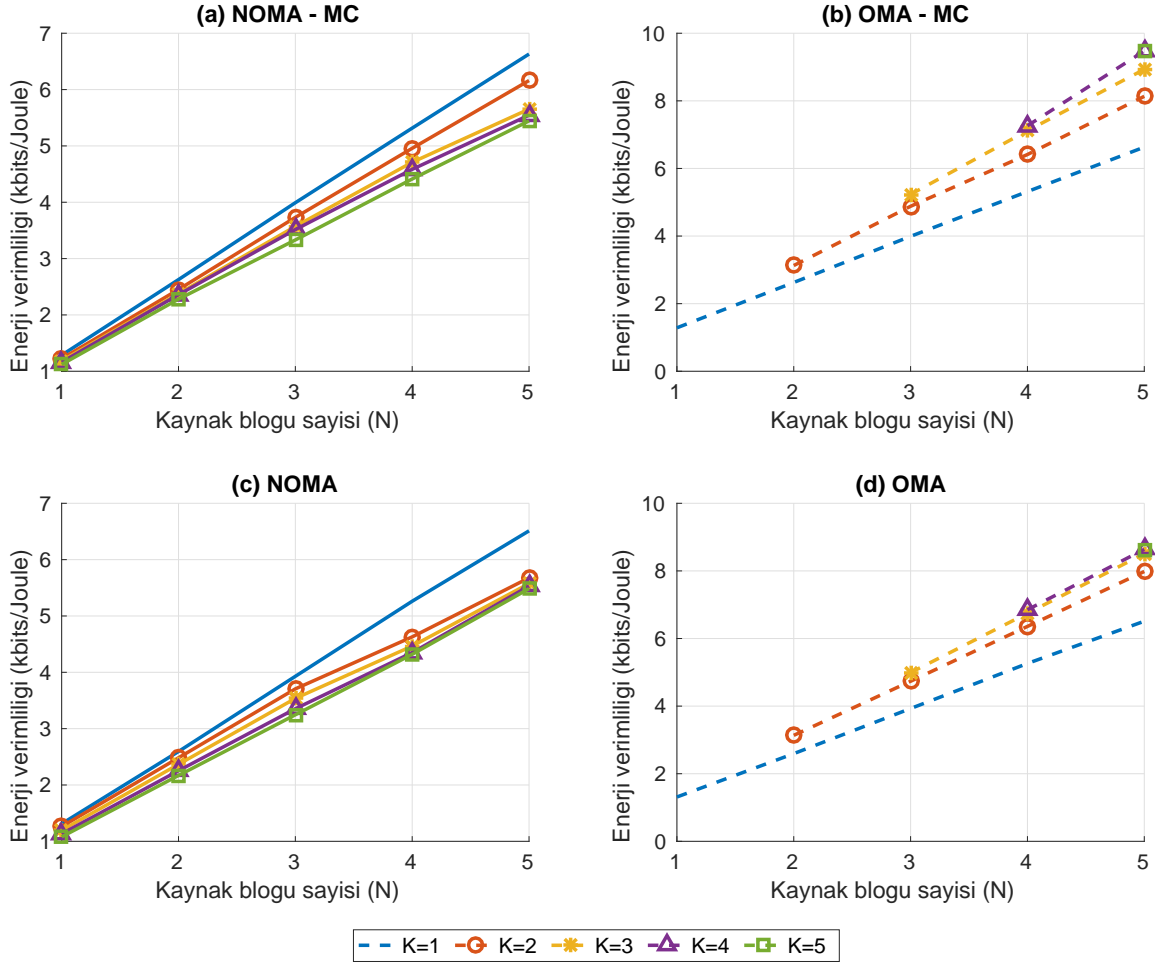 (a) NOMA - MC
7
6
5
4
3
2
1
1 2 3 4 5
Enerji verimliligi (kbits/Joule)
Kaynak blogu sayisi (N)
(b) OMA - MC
10
8
6
4
2
0
1 2 3 4 5
Enerji verimliligi (kbits/Joule)
Kaynak blogu sayisi (N)
(c) NOMA
7
6
5
4
3
2
1
1 2 3 4 5
Enerji verimliligi (kbits/Joule)
Kaynak blogu sayisi (N)
(d) OMA
10
8
6
4
2
0
1 2 3 4 5
Enerji verimliligi (kbits/Joule)
Kaynak blogu sayisi (N)
K=1 K=2 K=3 K=4 K=5